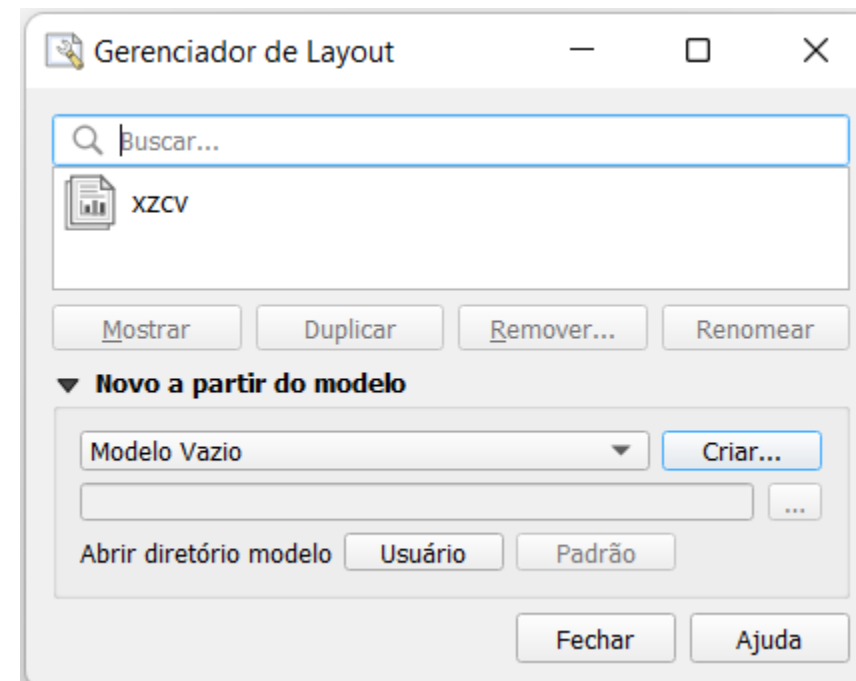 Gerenciador de Layout
Buscar...
xzcv
Mostrar Duplicar Remover... Renomear
Novo a partir do modelo
Modelo Vazio Criar...
...
Abrir diretório modelo Usuário Padrão
Fechar Ajuda